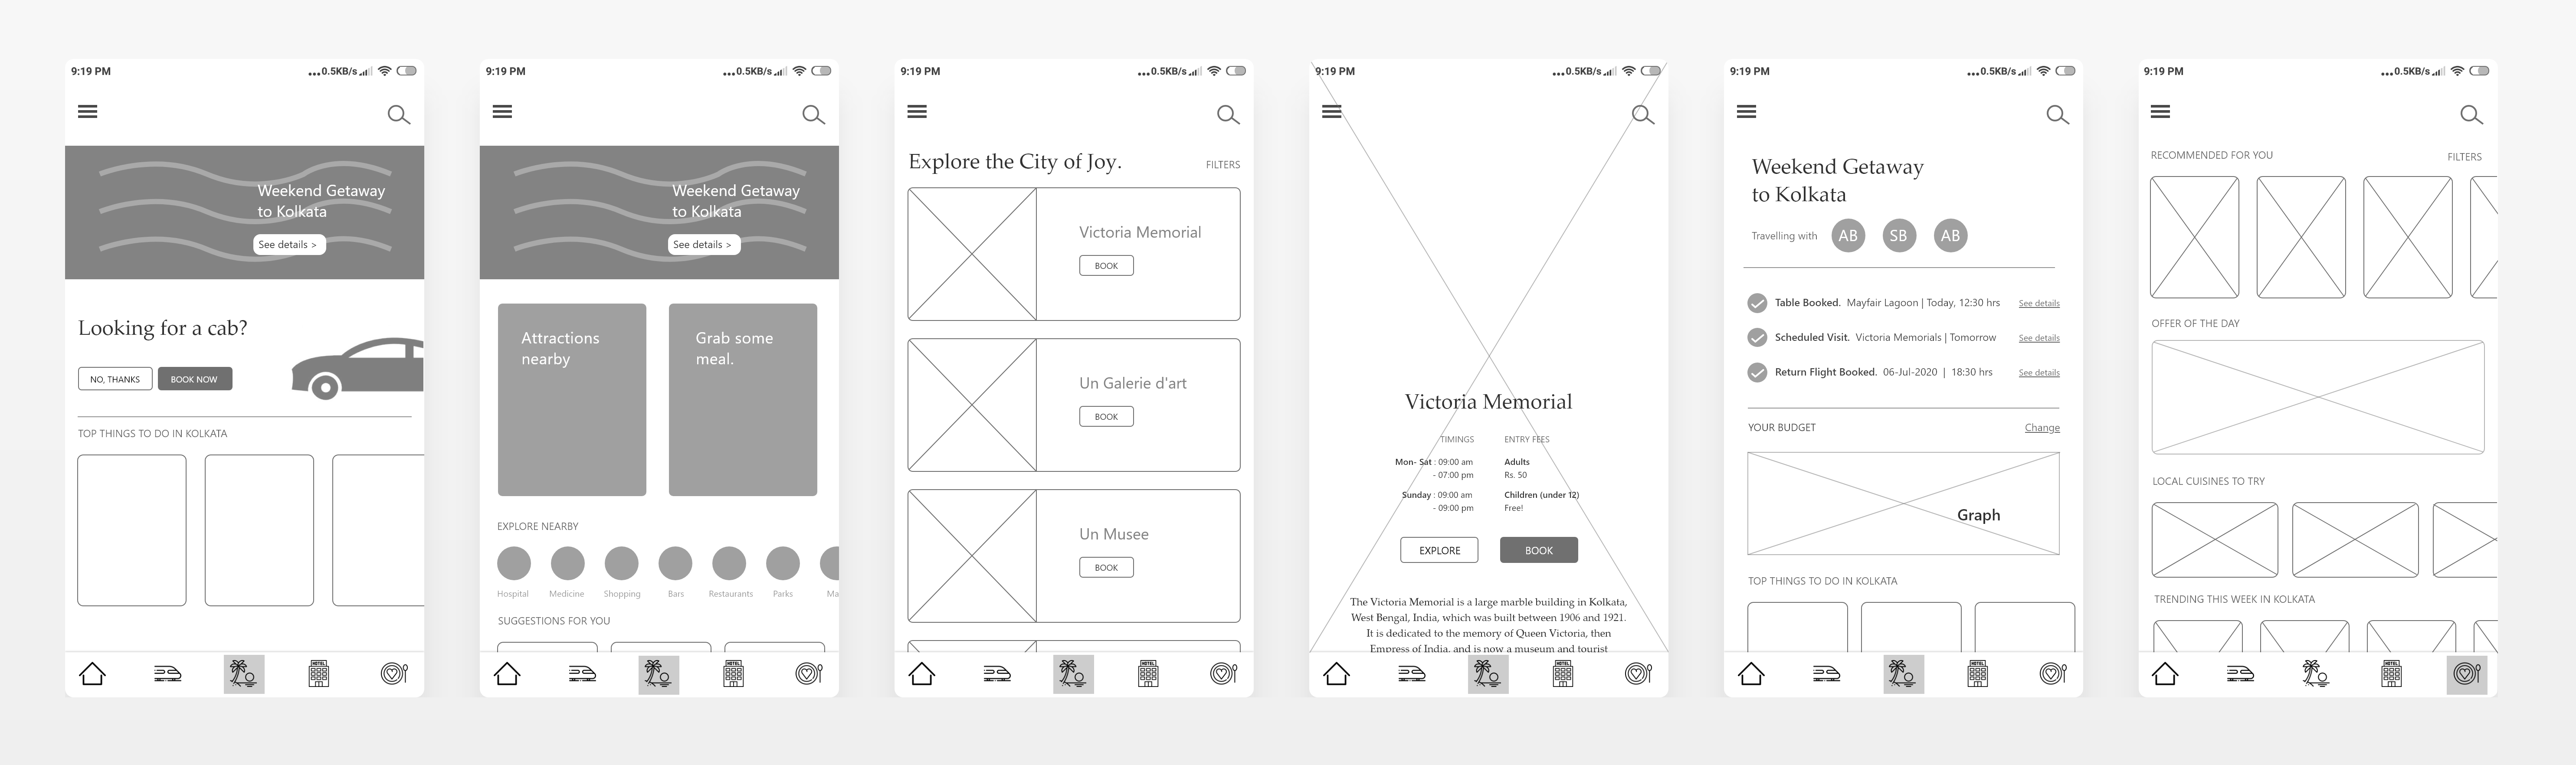 9:19 PM
...0.5KB/s
Weekend Getaway
to Kolkata
See details >
Looking for a cab?
NO, THANKS
BOOK NOW
TOP THINGS TO DO IN KOLKATA
HOTEL
9:19 PM
...0.5KB/s
Weekend Getaway
to Kolkata
See details >
Attractions
nearby
Grab some
meal.
EXPLORE NEARBY
Hospital Medicine Shopping Bars Restaurants Parks Ma
SUGGESTIONS FOR YOU
HOTEL
9:19 PM
...0.5KB/s
Explore the City of Joy.
FILTERS
Victoria Memorial
BOOK
Un Galerie d'art
BOOK
Un Musee
BOOK
HOTEL
9:19 PM
...0.5KB/s
Victoria Memorial
TIMINGS
Mon- Sat : 09:00 am
- 07:00 pm
Sunday : 09:00 am
- 09:00 pm
ENTRY FEES
Adults
Rs. 50
Children (under 12)
Free!
EXPLORE
BOOK
The Victoria Memorial is a large marble building in Kolkata,
West Bengal, India, which was built between 1906 and 1921.
It is dedicated to the memory of Queen Victoria, then
Empress of India, and is now a museum and tourist
HOTEL
9:19 PM
...0.5KB/s
Weekend Getaway
to Kolkata
Travelling with AB SB AB
Table Booked. Mayfair Lagoon | Today, 12:30 hrs See details
Scheduled Visit. Victoria Memorials | Tomorrow See details
Return Flight Booked. 06-Jul-2020 | 18:30 hrs See details
YOUR BUDGET
Change
Graph
TOP THINGS TO DO IN KOLKATA
HOTEL
9:19 PM
...0.5KB/s
RECOMMENDED FOR YOU
FILTERS
OFFER OF THE DAY
LOCAL CUISINES TO TRY
TRENDING THIS WEEK IN KOLKATA
HOTEL